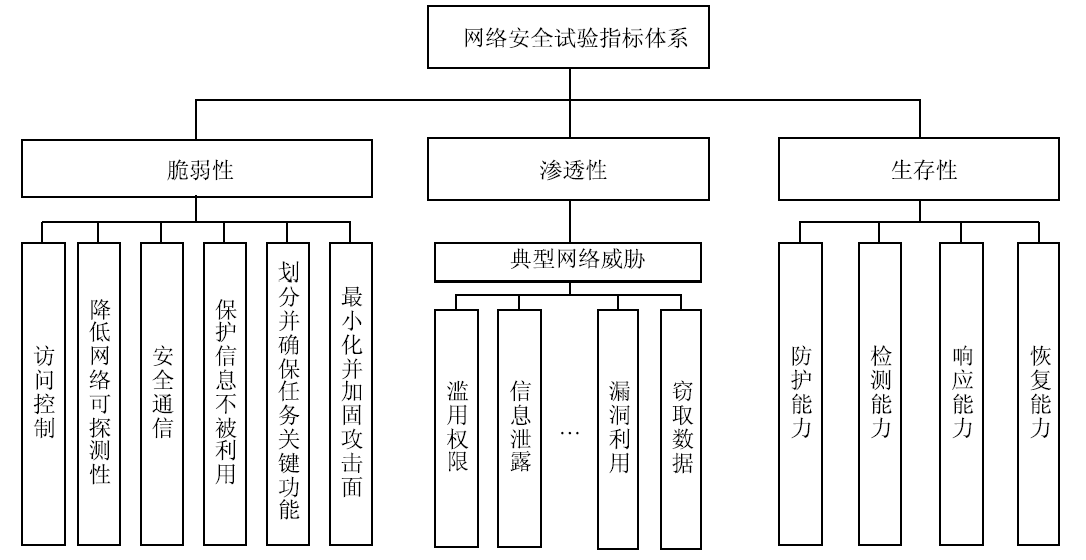 网络安全试验指标体系
脆弱性
渗透性
生存性
典型网络威胁
访问控制
降低网络可探测性
安全通信
保护信息不被利用
划分并确保任务关键功能
最小化并加固攻击面
滥用权限
信息泄露
…
漏洞利用
窃取数据
防护能力
检测能力
响应能力
恢复能力